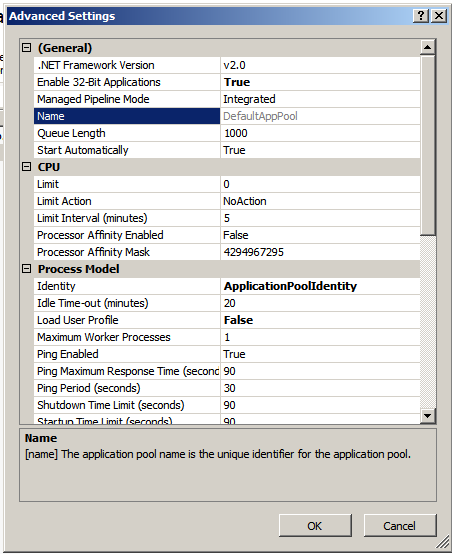 Advanced Settings
(General)
.NET Framework Version v2.0
Enable 32-Bit Applications True
Managed Pipeline Mode Integrated
Name DefaultAppPool
Queue Length 1000
Start Automatically True
CPU
Limit 0
Limit Action NoAction
Limit Interval (minutes) 5
Processor Affinity Enabled False
Processor Affinity Mask 4294967295
Process Model
Identity ApplicationPoolIdentity
Idle Time-out (minutes) 20
Load User Profile False
Maximum Worker Processes 1
Ping Enabled True
Ping Maximum Response Time (second 90
Ping Period (seconds) 30
Shutdown Time Limit (seconds) 90
Startup Time Limit (seconds) 90
Name
[name] The application pool name is the unique identifier for the application pool.
OK Cancel